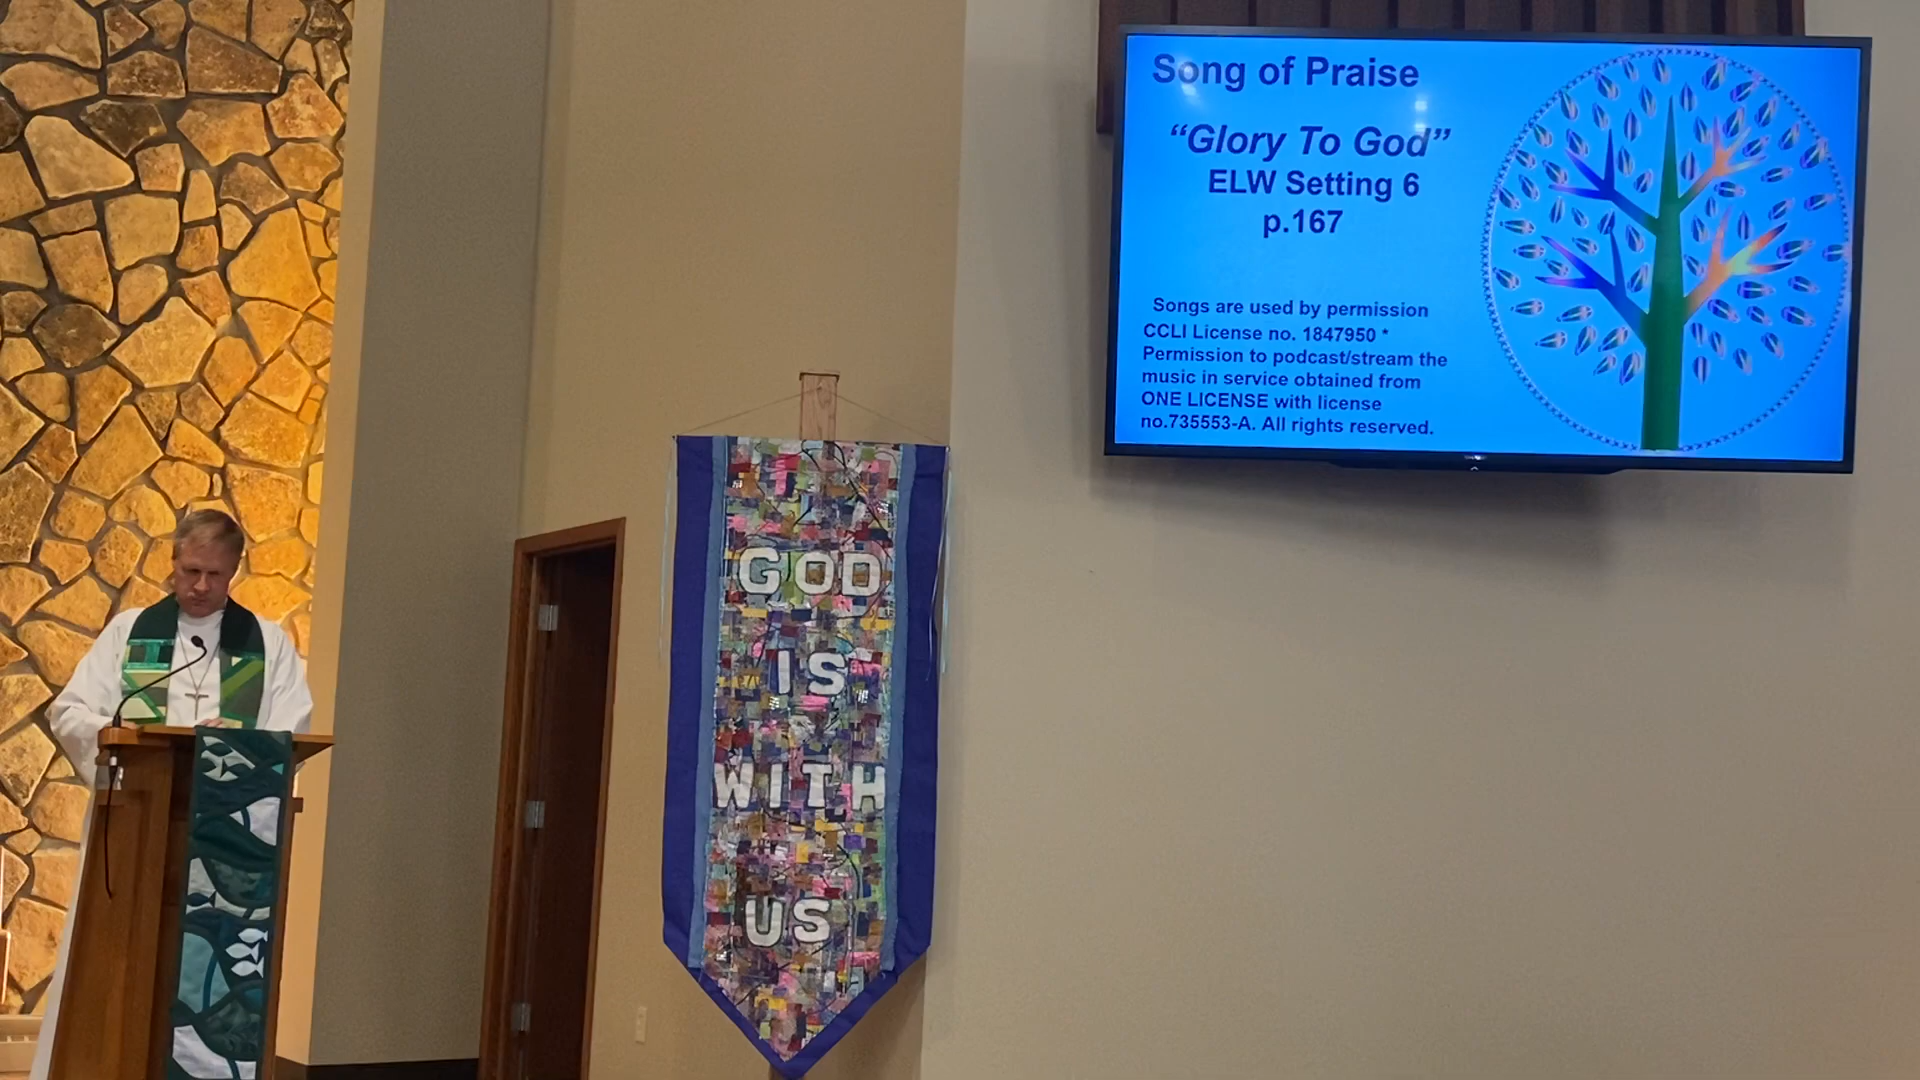 Song of Praise
“Glory To God”
ELW Setting 6
p.167
Songs are used by permission
CCLI License no. 1847950 *
Permission to podcast/stream the
music in service obtained from
ONE LICENSE with license
no.735553-A. All rights reserved.
GOD
IS
WITH
US